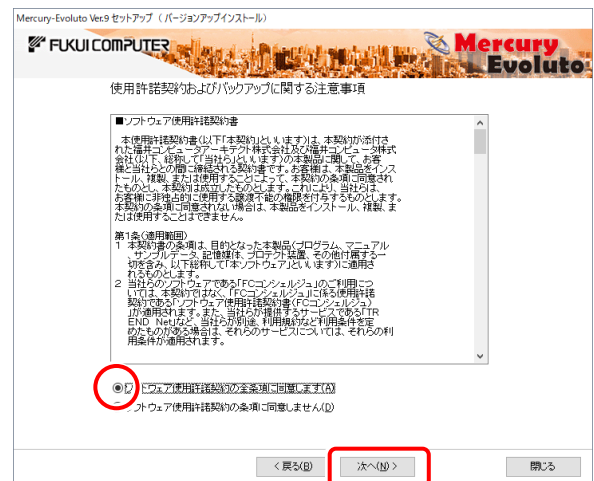 Mercury-Evoluto Ver.9 セットアップ（バージョンアップインストール）
FUKUI COMPUTER
Mercury
Evoluto
使用許諾契約およびバックアップに関する注意事項
■ソフトウェア使用許諾契約書
本使用許諾契約書（以下「本契約」といいます）は、本契約が添付さ
れた福井コンピュータアーキテクト株式会社及び福井コンピュータ株式
会社（以下、総称して「当社ら」といいます）の本製品に関して、お客
様と当社らとの間に締結される契約書です。お客様は、本製品をインス
トール、複製、または使用することによって、本契約の条項に同意され
たものとし、本契約は成立したものとします。これにより、当社らは、
お客様に非独占的に使用する譲渡不能の権限を付与するものとします。
本契約の条項に同意されない場合は、本製品をインストール、複製、ま
たは使用することはできません。
第1条（適用範囲）
1 本契約書の条項は、目的となった本製品（プログラム、マニュアル
、サンプルデータ、記憶媒体、プロテクト装置、その他付属する一
切を含み、以下総称して「本ソフトウェア」といいます）に適用さ
れるものとします。
2 当社らのソフトウェアである「FCコンシェルジュ」のご利用につ
いては、本契約ではなく、「FCコンシェルジュ」に係る使用許諾
契約である「ソフトウェア使用許諾契約書（FCコンシェルジュ）
」が適用されます。また、当社らが提供するサービスである「TR
END Net」など、当社らが別途、利用規約など利用条件を定
めたものがある場合は、それらのサービスについては、それらの利
用条件が適用されます。
トウェア使用許諾契約の全条項に同意します(A)
フトウェア使用許諾契約の条項に同意しません(D)
< 戻る(B)
次へ(N) >
閉じる